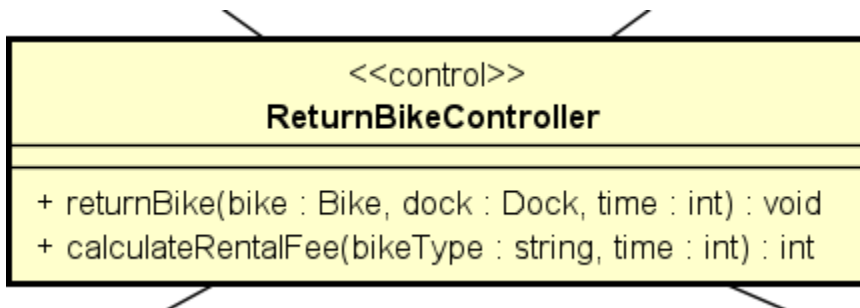 <<control>>
ReturnBikeController
+ returnBike(bike : Bike, dock : Dock, time : int) : void
+ calculateRentalFee(bikeType : string, time : int) : int